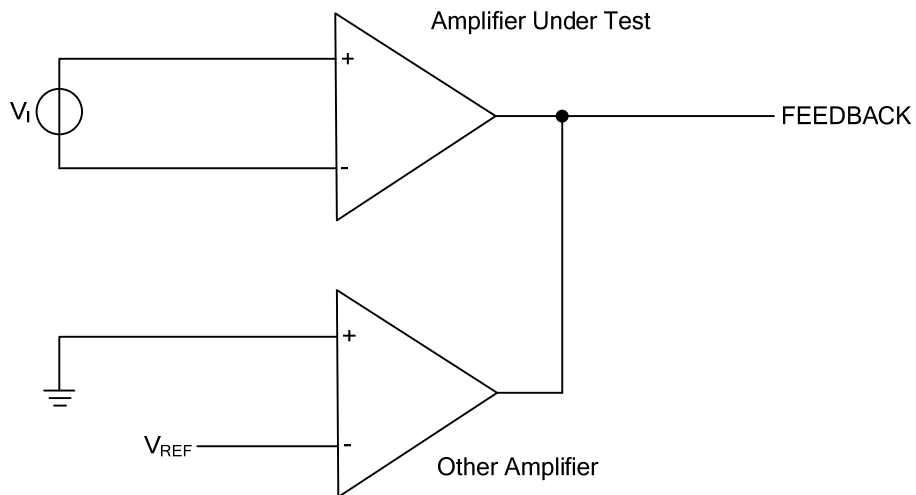 Amplifier Under Test
+
VI
FEEDBACK
-
+
VREF
-
Other Amplifier